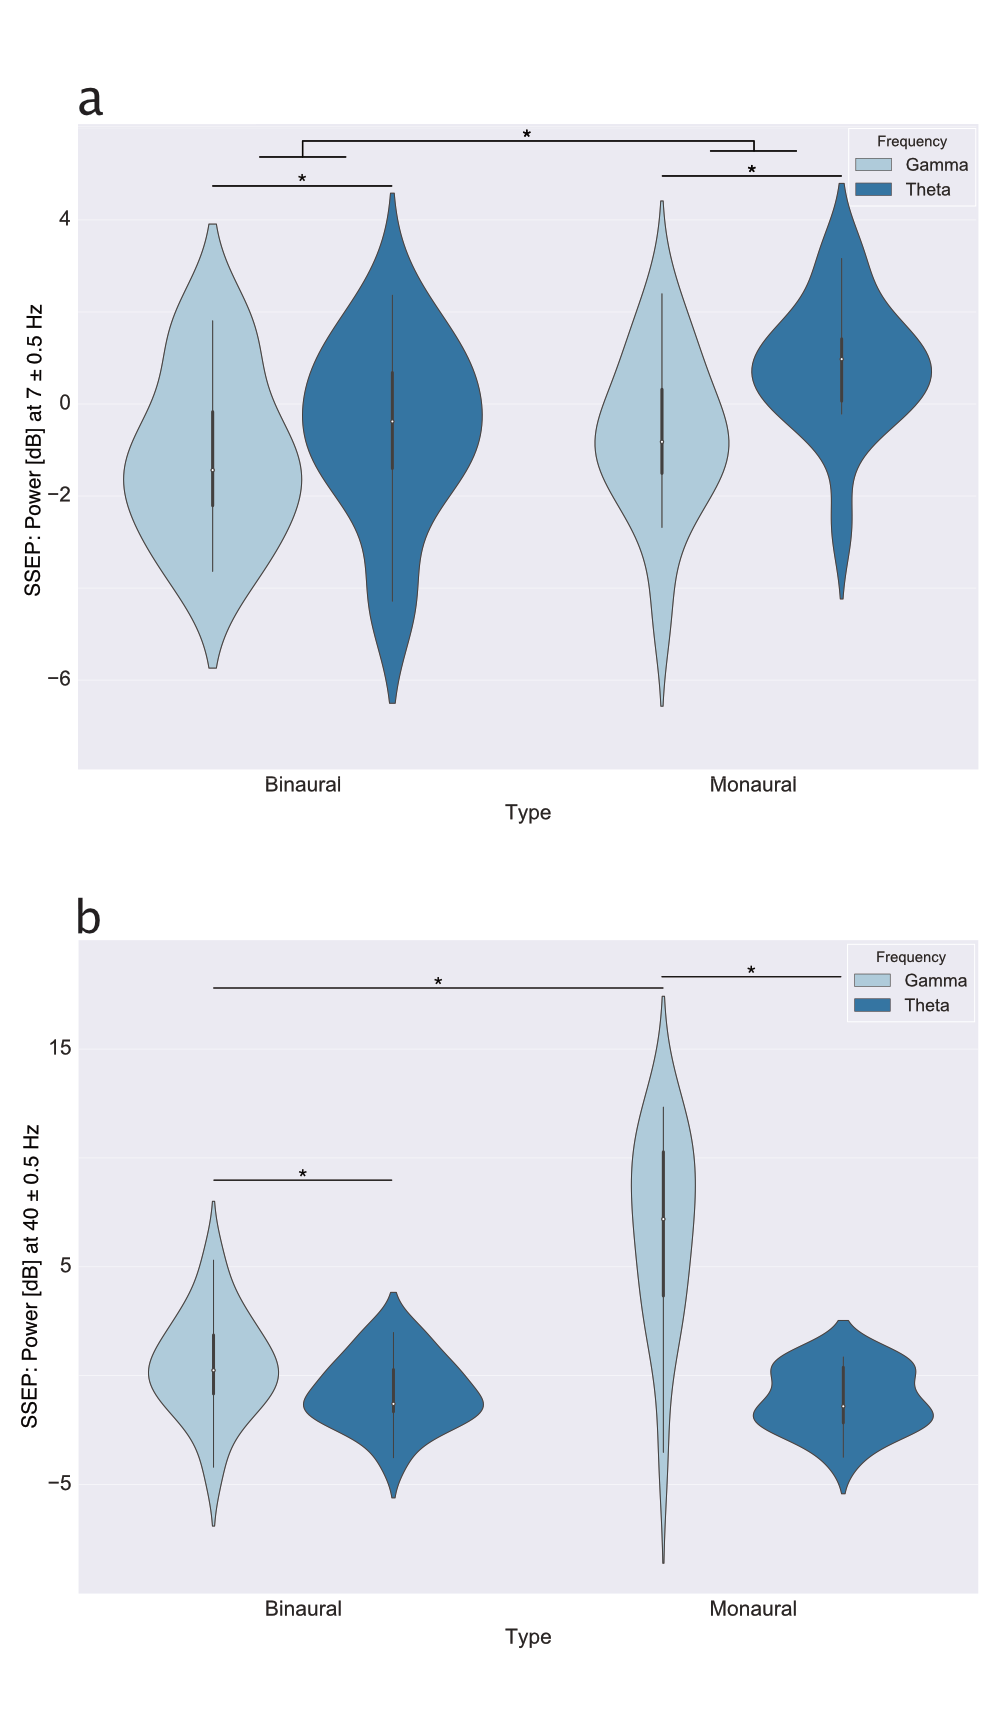 a
*
*
*
Frequency
Gamma
Theta
4
0
−2
−6
SSEP: Power [dB] at 7 ± 0.5 Hz
Binaural
Monaural
Type
b
*
*
*
Frequency
Gamma
Theta
15
5
−5
SSEP: Power [dB] at 40 ± 0.5 Hz
Binaural
Monaural
Type